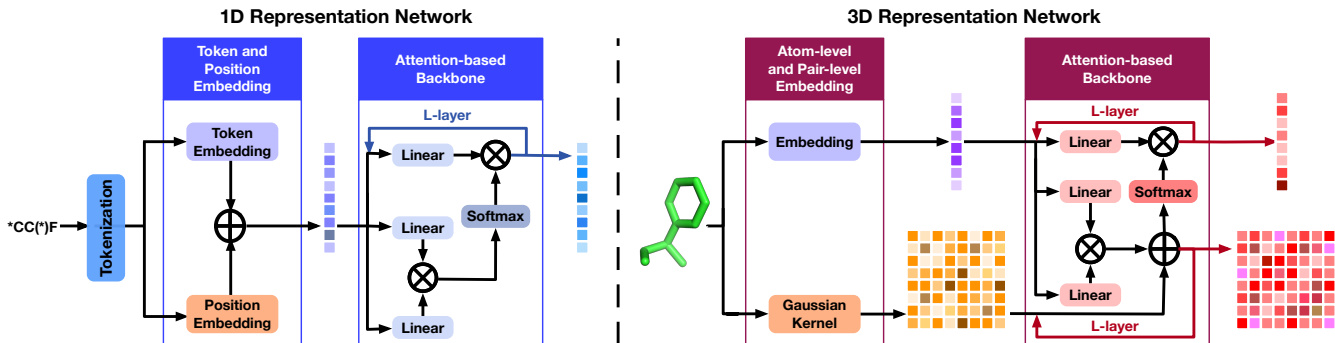 1D Representation Network
Token and
Position
Embedding
Attention-based
Backbone
L-layer
*CC(*)F
Tokenization
Token
Embedding
Position
Embedding
Linear
Linear
Linear
Softmax
3D Representation Network
Atom-level
and Pair-level
Embedding
Attention-based
Backbone
L-layer
Embedding
Gaussian
Kernel
Linear
Linear
Linear
Softmax
L-layer